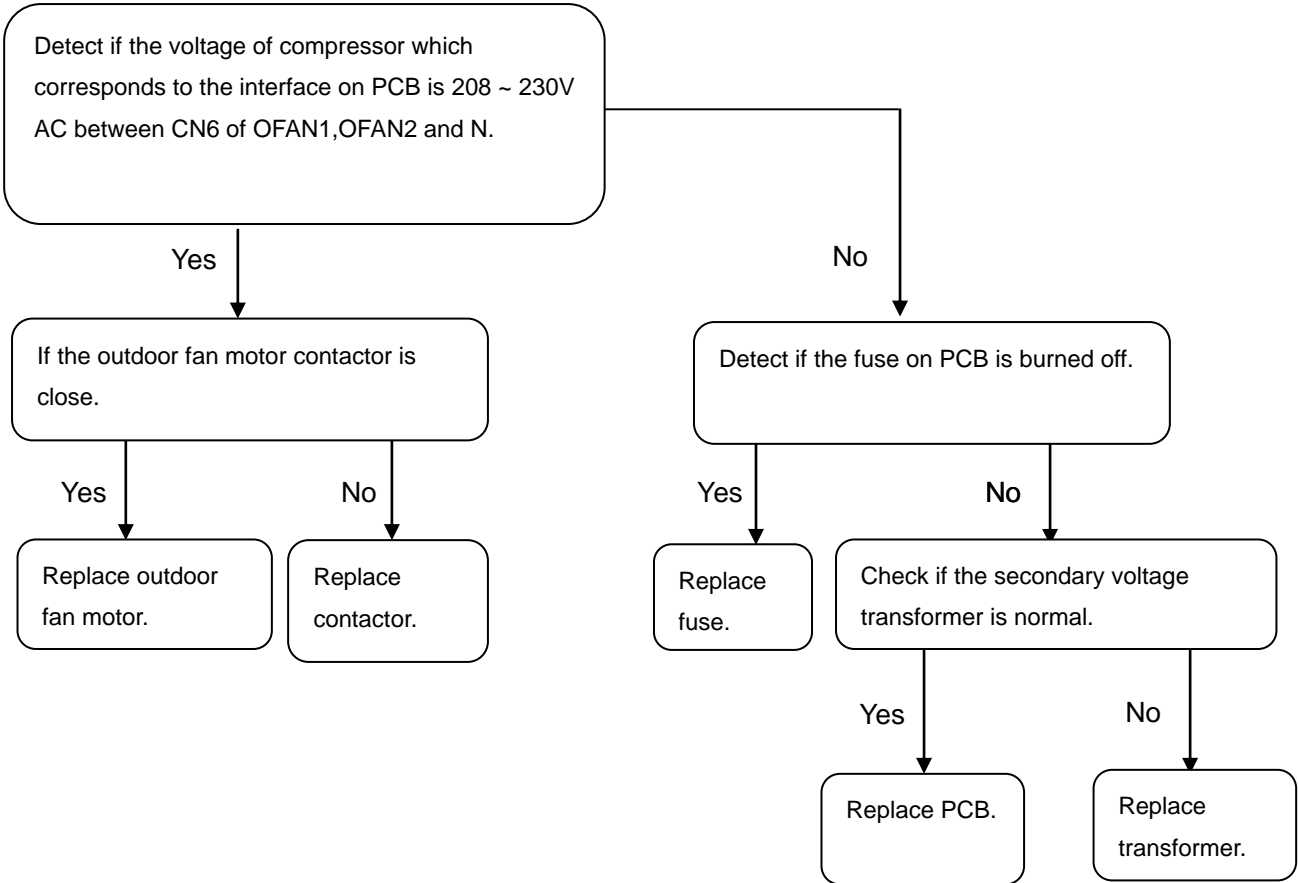 Detect if the voltage of compressor which
corresponds to the interface on PCB is 208 ~ 230V
AC between CN6 of OFAN1,OFAN2 and N.
Yes
No
If the outdoor fan motor contactor is
close.
Detect if the fuse on PCB is burned off.
Yes
No
Yes
No
Replace outdoor
fan motor.
Replace
contactor.
Replace
fuse.
Check if the secondary voltage
transformer is normal.
Yes
No
Replace PCB.
Replace
transformer.